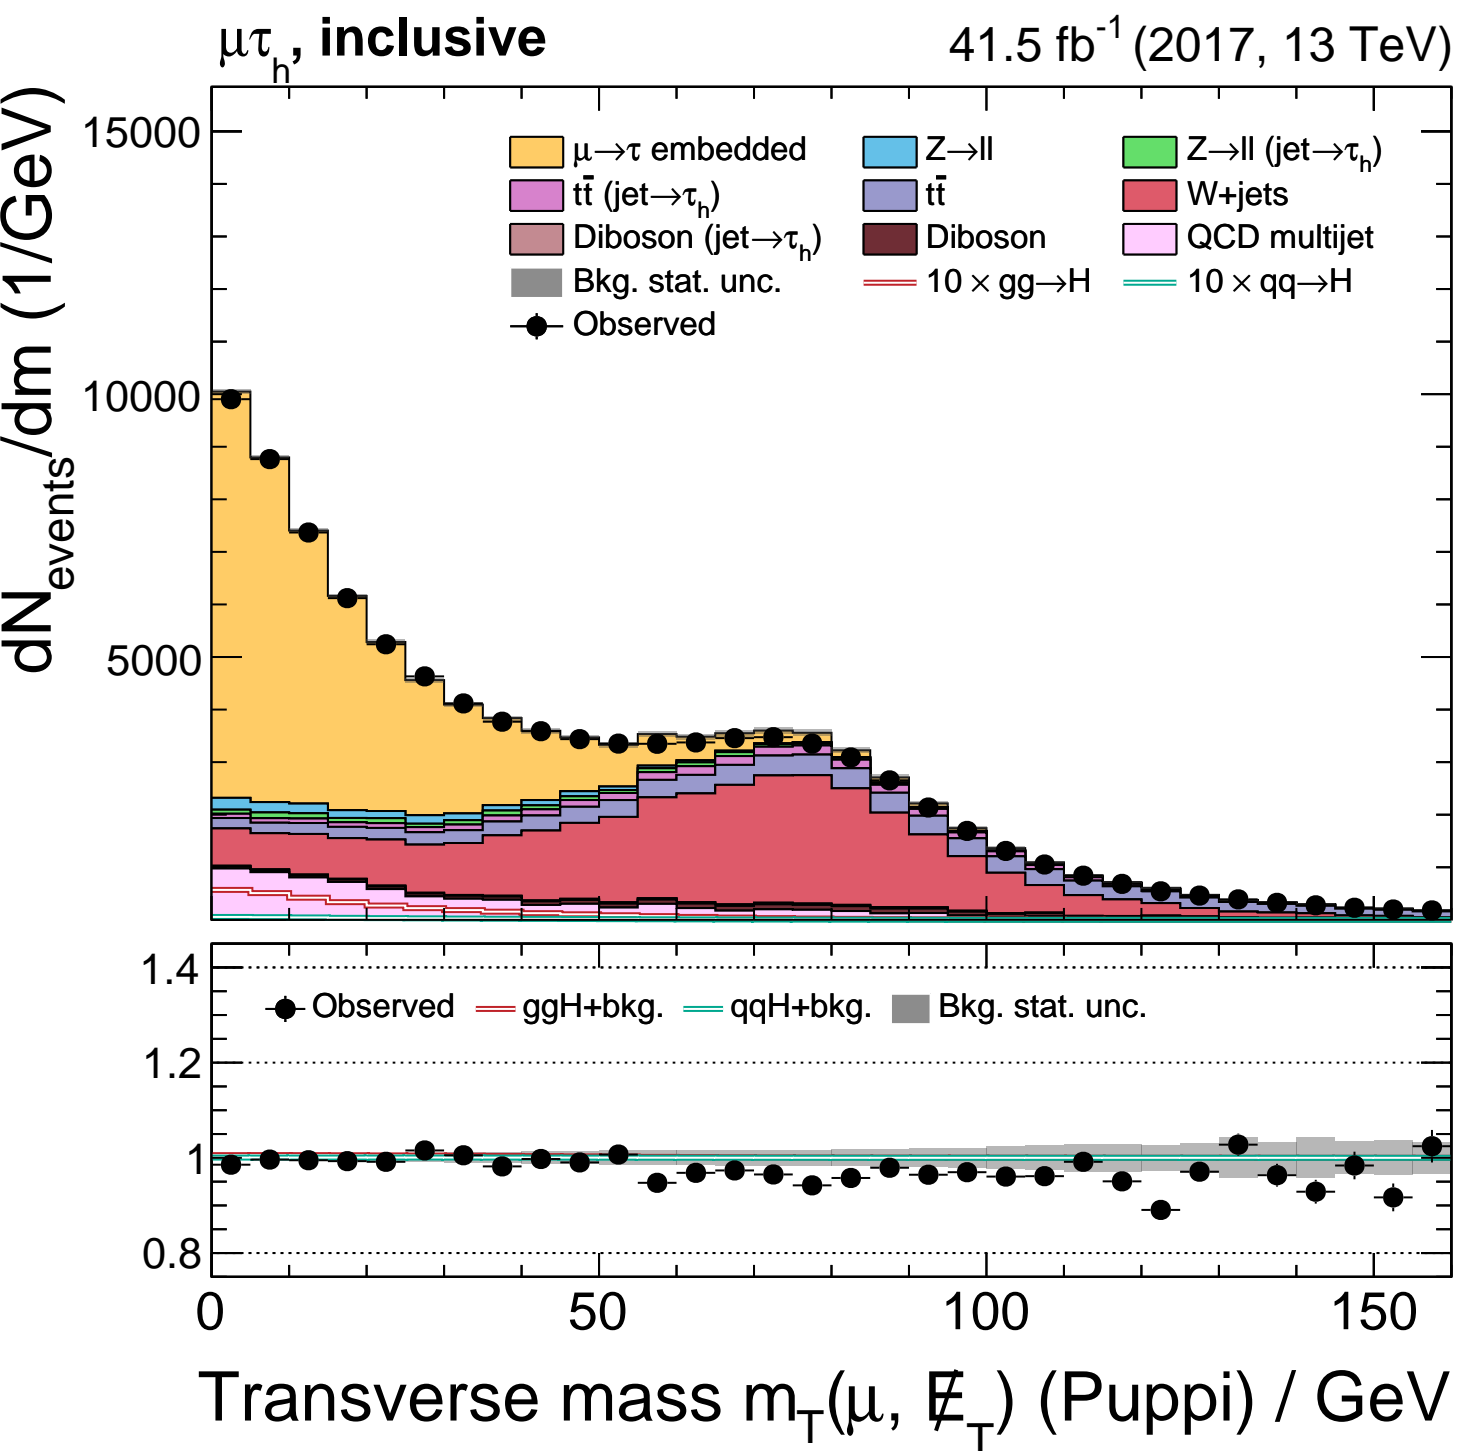 μτh, inclusive 41.5 fb-1 (2017, 13 TeV)
dNevents/dm (1/GeV)
15000
10000
5000
μ→τ embedded Z→ll Z→ll (jet→τh)
tt̄ (jet→τh) tt̄ W+jets
Diboson (jet→τh) Diboson QCD multijet
Bkg. stat. unc. 10 × gg→H 10 × qq→H
Observed
1.4
1.2
1
0.8
Observed ggH+bkg. qqH+bkg. Bkg. stat. unc.
0 50 100 150
Transverse mass mT(μ, E̸T) (Puppi) / GeV